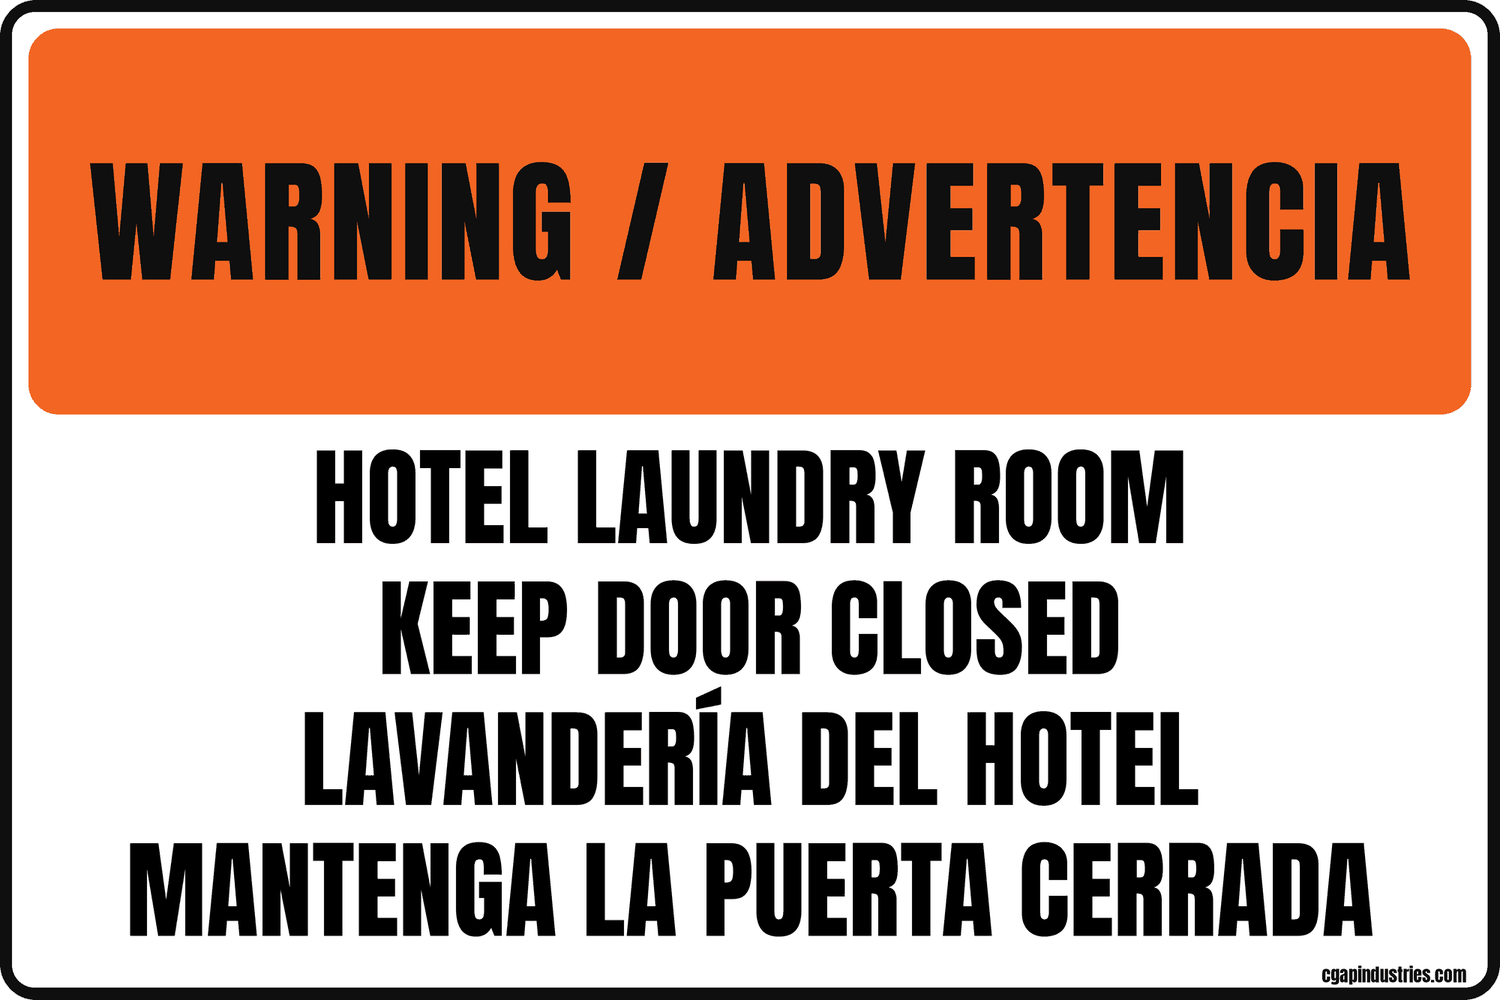 WARNING / ADVERTENCIA
HOTEL LAUNDRY ROOM
KEEP DOOR CLOSED
LAVANDERÍA DEL HOTEL
MANTENGA LA PUERTA CERRADA
cgapindustries.com